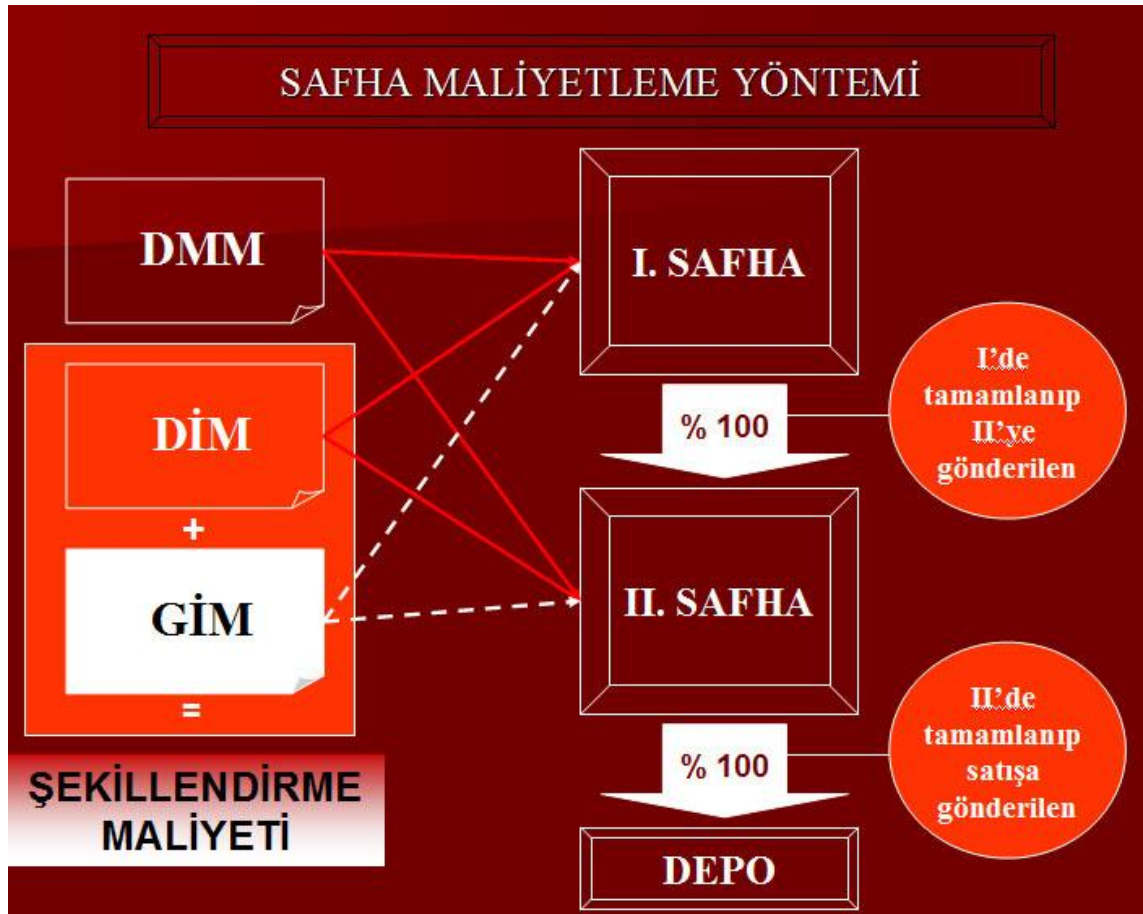 SAFHA MALİYETLEME YÖNTEMİ
DMM
DİM
+
GİM
=
ŞEKİLLENDİRME
MALİYETİ
I. SAFHA
% 100
I’de
tamamlanıp
II’ye
gönderilen
II. SAFHA
% 100
II’de
tamamlanıp
satışa
gönderilen
DEPO